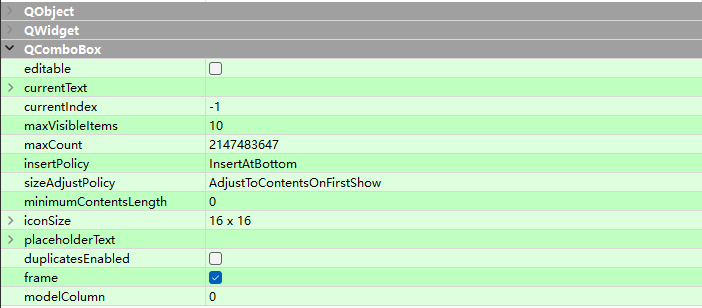 QObject
QWidget
QComboBox
editable
currentText
currentIndex -1
maxVisibleItems 10
maxCount 2147483647
insertPolicy InsertAtBottom
sizeAdjustPolicy AdjustToContentsOnFirstShow
minimumContentsLength 0
iconSize 16 x 16
placeholderText
duplicatesEnabled
frame
modelColumn 0